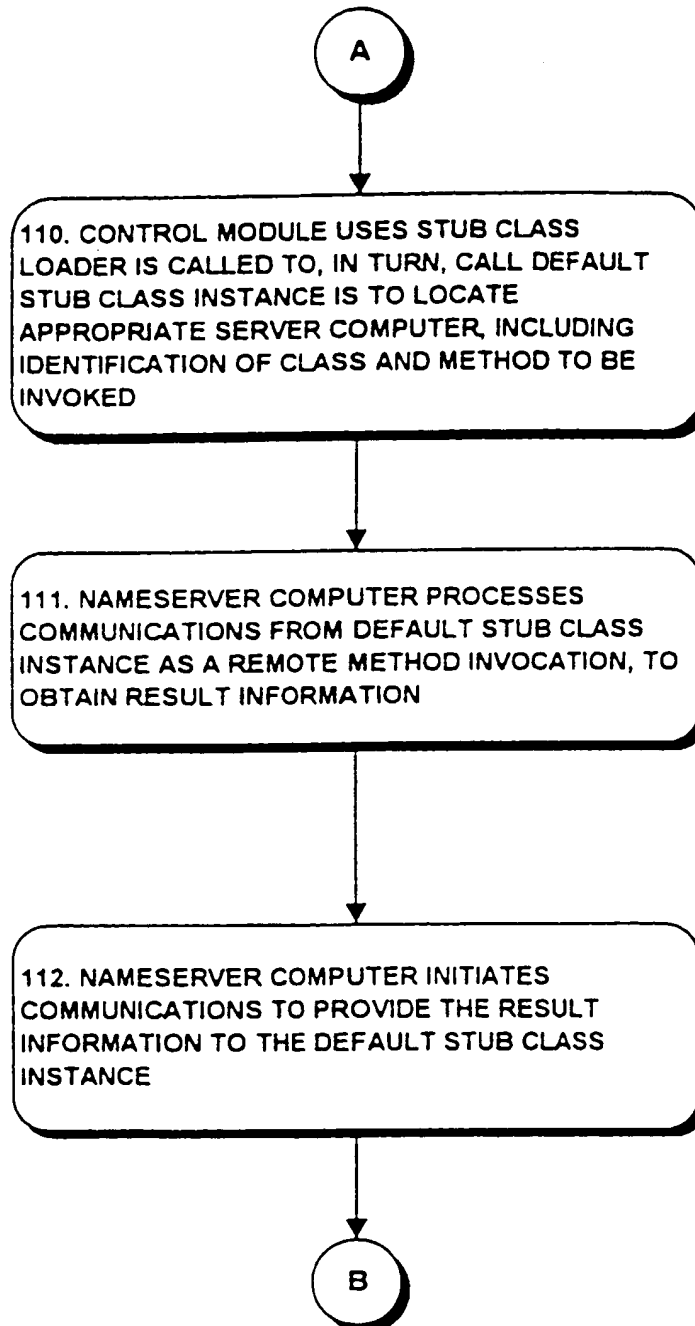 A
110. CONTROL MODULE USES STUB CLASS
LOADER IS CALLED TO, IN TURN, CALL DEFAULT
STUB CLASS INSTANCE IS TO LOCATE
APPROPRIATE SERVER COMPUTER, INCLUDING
IDENTIFICATION OF CLASS AND METHOD TO BE
INVOKED
111. NAMESERVER COMPUTER PROCESSES
COMMUNICATIONS FROM DEFAULT STUB CLASS
INSTANCE AS A REMOTE METHOD INVOCATION, TO
OBTAIN RESULT INFORMATION
112. NAMESERVER COMPUTER INITIATES
COMMUNICATIONS TO PROVIDE THE RESULT
INFORMATION TO THE DEFAULT STUB CLASS
INSTANCE
B